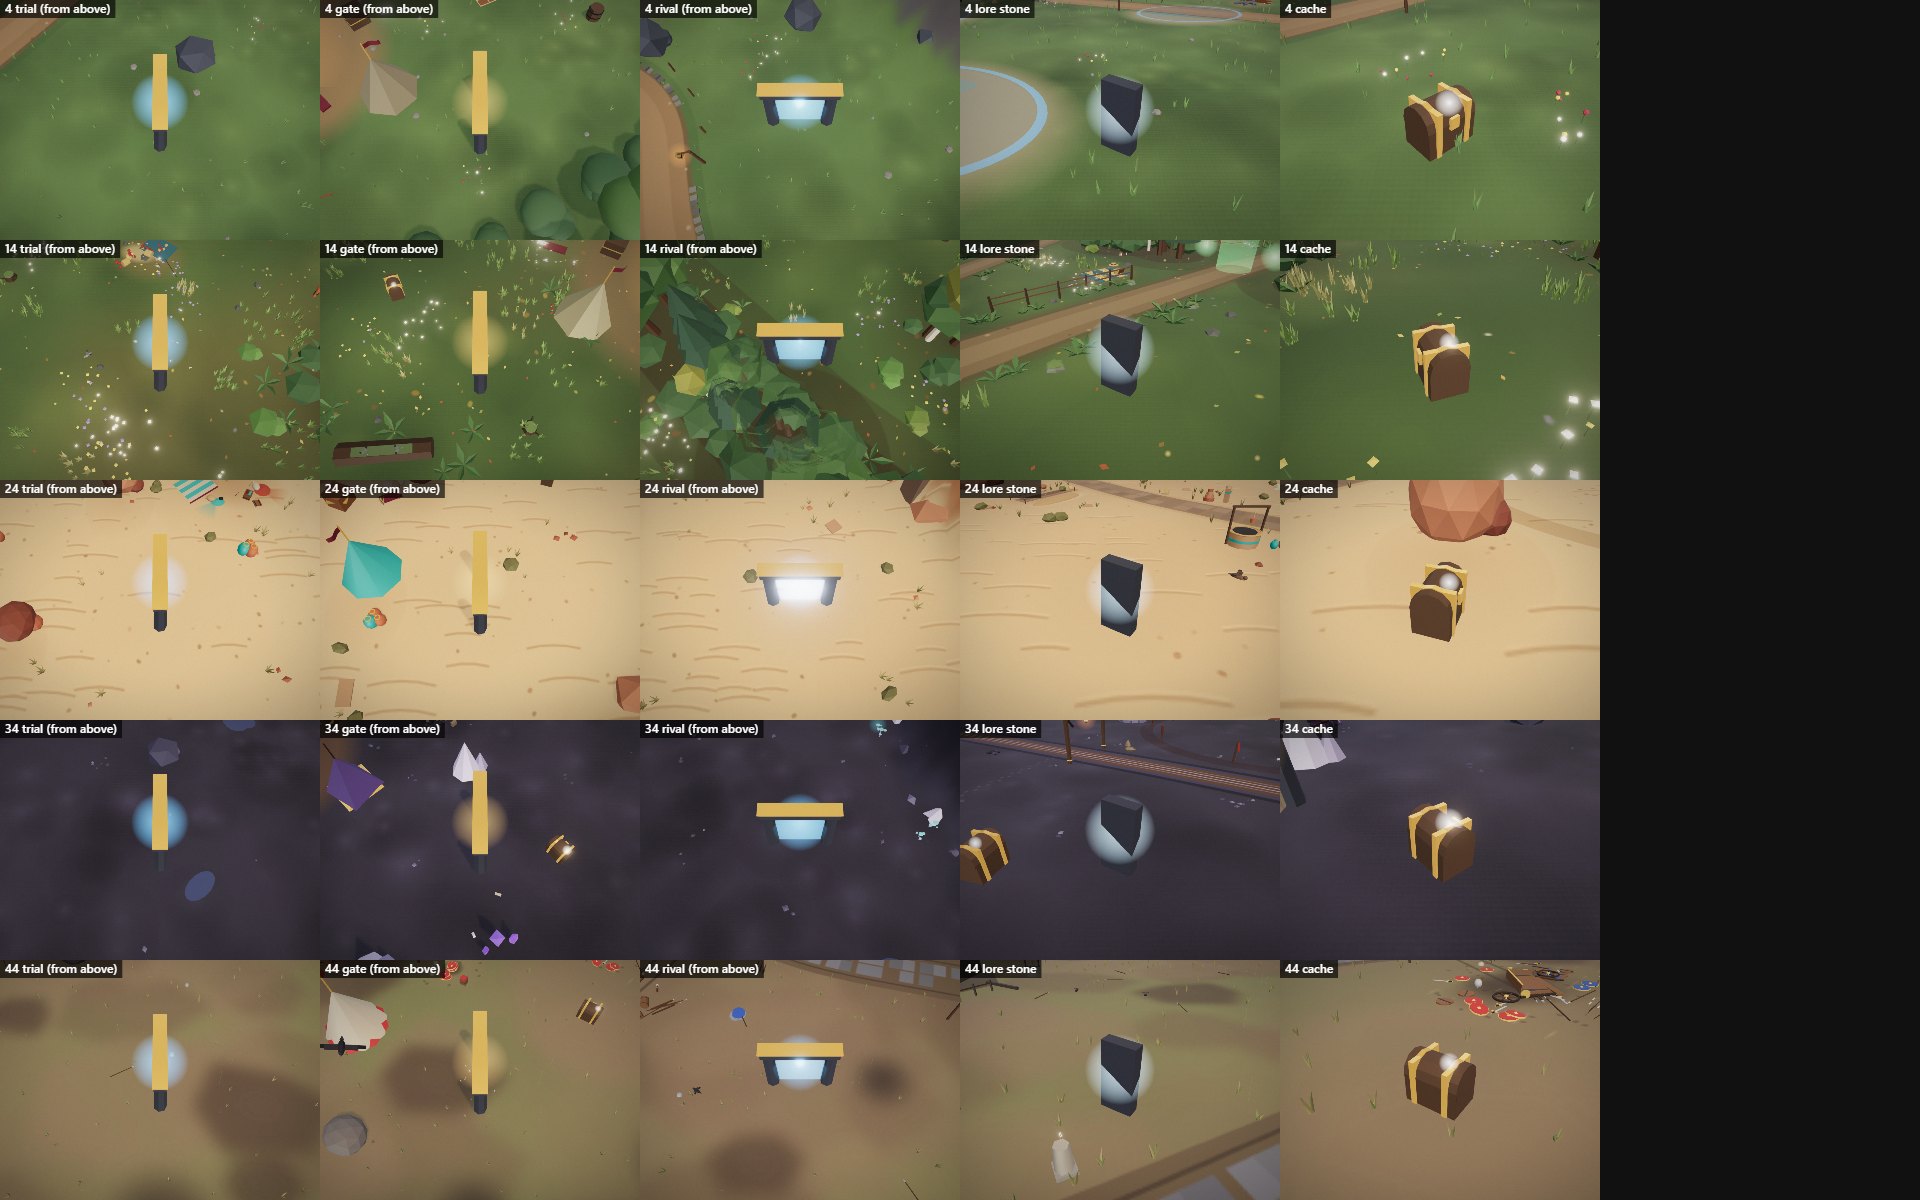 4 trial (from above)
4 gate (from above)
4 rival (from above)
4 lore stone
4 cache
14 trial (from above)
14 gate (from above)
14 rival (from above)
14 lore stone
14 cache
24 trial (from above)
24 gate (from above)
24 rival (from above)
24 lore stone
24 cache
34 trial (from above)
34 gate (from above)
34 rival (from above)
34 lore stone
34 cache
44 trial (from above)
44 gate (from above)
44 rival (from above)
44 lore stone
44 cache